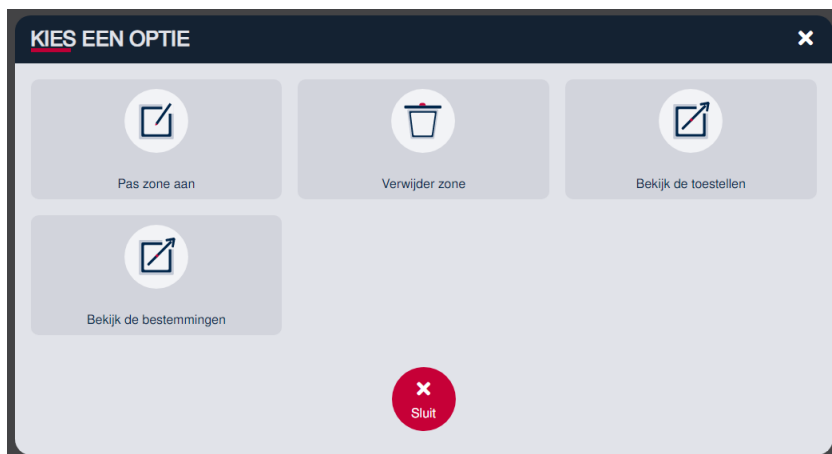 KIES EEN OPTIE
Pas zone aan
Verwijder zone
Bekijk de toestellen
Bekijk de bestemmingen
Sluit